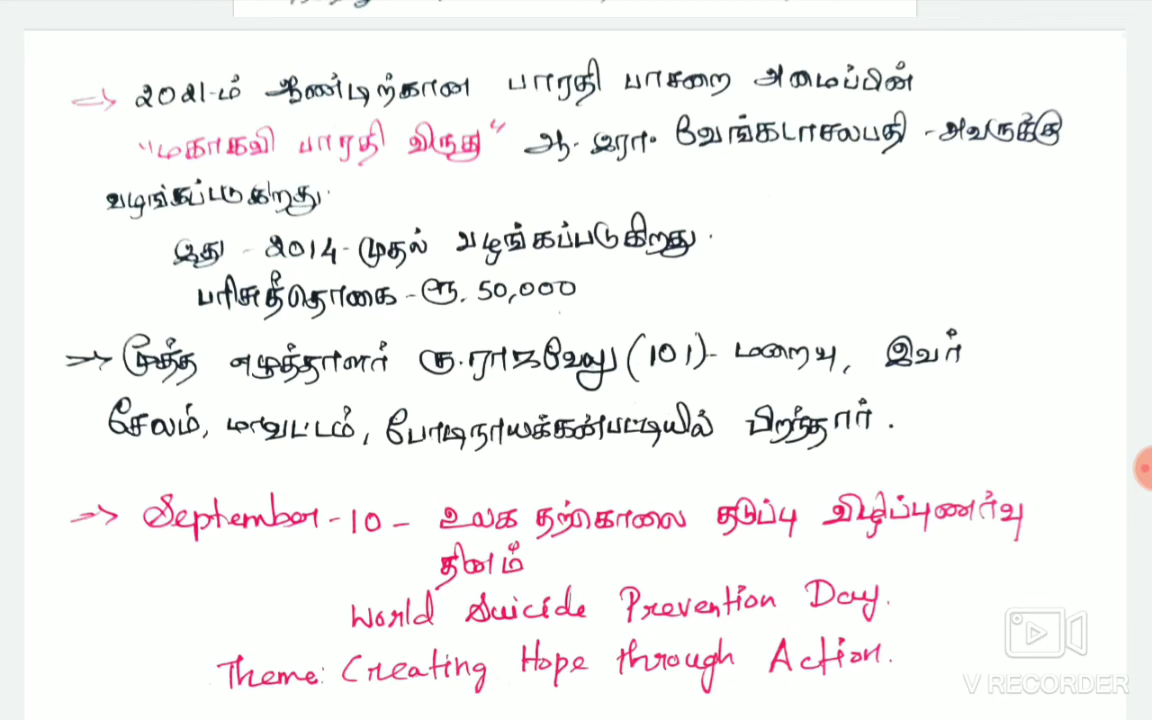 => 2021-ம் ஆண்டிற்கான பாரதி பாசறை அமைப்பின்
"மகாகவி பாரதி விருது" ஆ. இரா. வேங்கடாசலபதி - அவருக்கு
வழங்கப்படுகிறது.
இது - 2014 - முதல் வழங்கப்படுகிறது.
பரிசுத்தொகை - ரூ. 50,000
=> மூத்த எழுத்தாளர் கு.ராஜவேலு (101) - மறைவு, இவர்
சேலம், மாவட்டம், போடிநாயக்கன்பட்டியில் பிறந்தார்.
=> September - 10 - உலக தற்கொலை தடுப்பு விழிப்புணர்வு
தினம்
World Suicide Prevention Day.
Theme: Creating Hope through Action.
V RECORDER